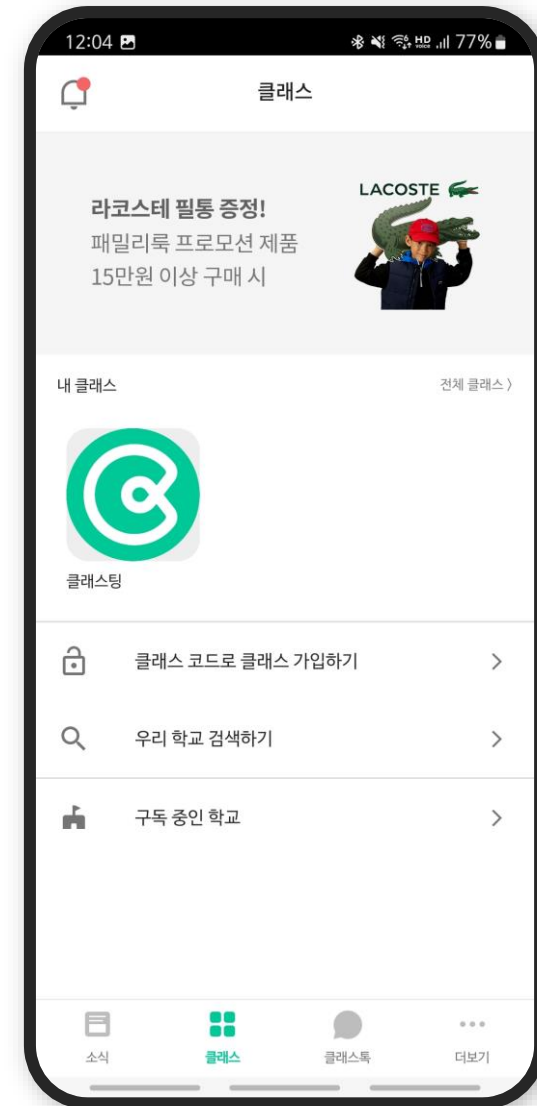 12:04
HD voice 77%
클래스
라코스테 필통 증정!
패밀리룩 프로모션 제품
15만원 이상 구매 시
LACOSTE
내 클래스
전체 클래스 〉
클래스팅
클래스 코드로 클래스 가입하기
우리 학교 검색하기
구독 중인 학교
소식
클래스
클래스톡
더보기